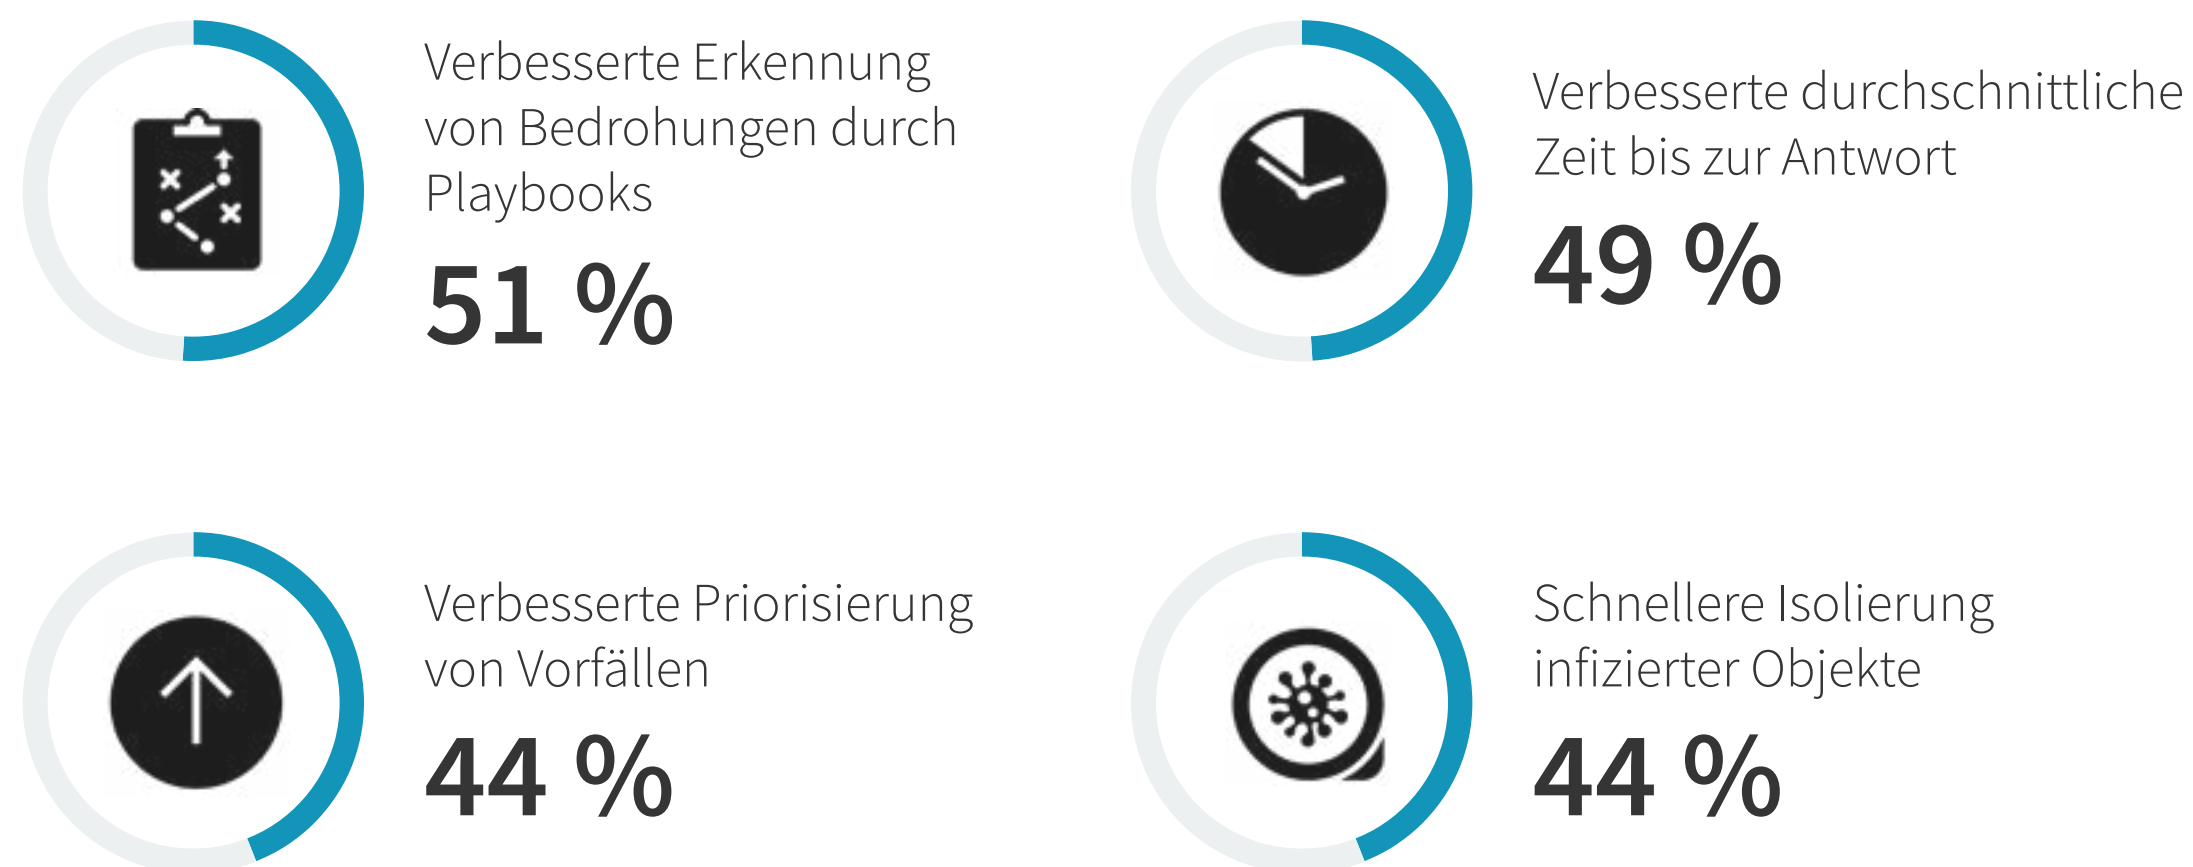 Verbesserte Erkennung
von Bedrohungen durch
Playbooks
51 %
Verbesserte durchschnittliche
Zeit bis zur Antwort
49 %
Verbesserte Priorisierung
von Vorfällen
44 %
Schnellere Isolierung
infizierter Objekte
44 %